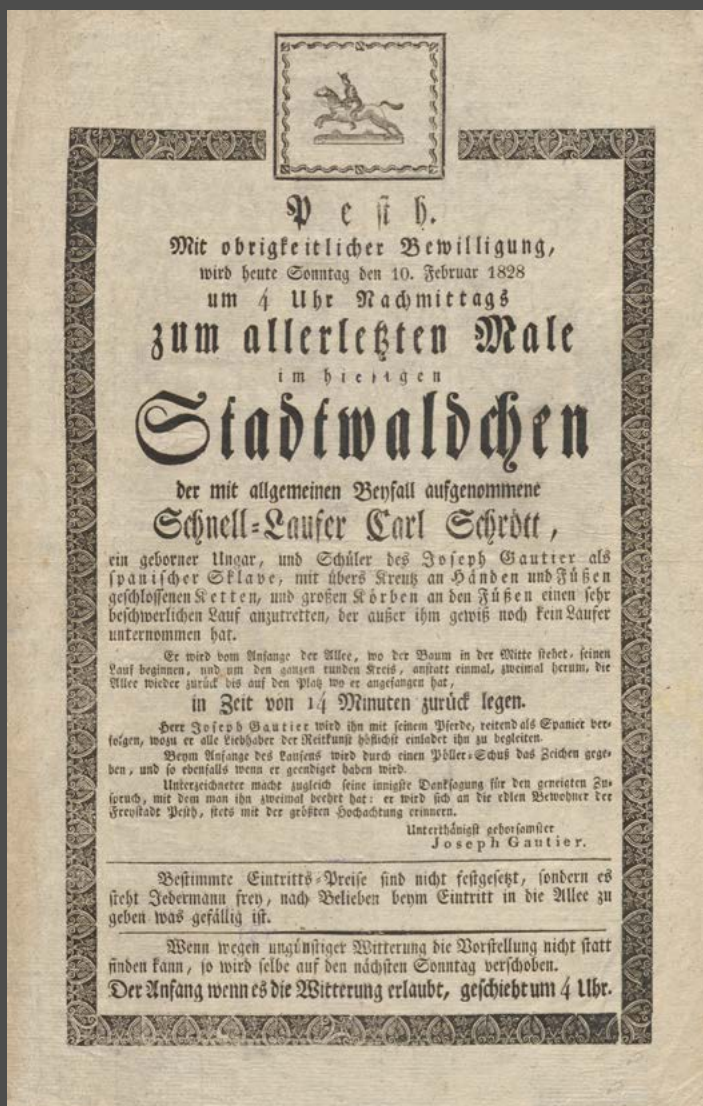 Pesth.
Mit obrigkeitlicher Bewilligung,
wird heute Sonntag den 10. Februar 1828
um 4 Uhr Nachmittags
zum allerletzten Male
im hiesigen
Stadtwaldchen
der mit allgemeinen Beyfall aufgenommene
Schnell-Laufer Carl Schrött,
ein geborner Ungar, und Schüler des Joseph Gautier als
spanischer Sklave, mit übers Kreutz an Händen und Füßen
geschlossenen Ketten, und großen Körben an den Füßen einen sehr
beschwerlichen Lauf anzutretten, der außer ihm gewiß noch kein Laufer
unternommen hat.
Er wird vom Anfange der Allee, wo der Baum in der Mitte stehet, seinen
Lauf beginnen, und um den ganzen runden Kreis, anstatt einmal, zweimal herum, die
Allee wieder zurück bis auf den Platz wo er angefangen hat,
in Zeit von 14 Minuten zurück legen.
Herr Joseph Gautier wird ihn mit seinem Pferde, reitend als Spanier ver-
folgen, wozu er alle Liebhaber der Reitkunst höflichst einladet ihn zu begleiten.
Beym Anfange des Laufens wird durch einen Pöller-Schuß das Zeichen gege-
ben, und so ebenfalls wenn er geendiget haben wird.
Unterzeichneter macht zugleich seine innigste Danksagung für den geneigten Zu-
spruch, mit dem man ihn zweimal beehrt hat: er wird sich an die edlen Bewohner der
Freystadt Pesth, stets mit der größten Hochachtung erinnern.
Unterthänigst gehorsamster
Joseph Gautier.
Bestimmte Eintritts-Preise sind nicht festgesetzt, sondern es
steht Jedermann frey, nach Belieben beym Eintritt in die Allee zu
geben was gefällig ist.
Wenn wegen ungünstiger Witterung die Vorstellung nicht statt
finden kann, so wird selbe auf den nächsten Sonntag verschoben.
Der Anfang wenn es die Witterung erlaubt, geschieht um 4 Uhr.